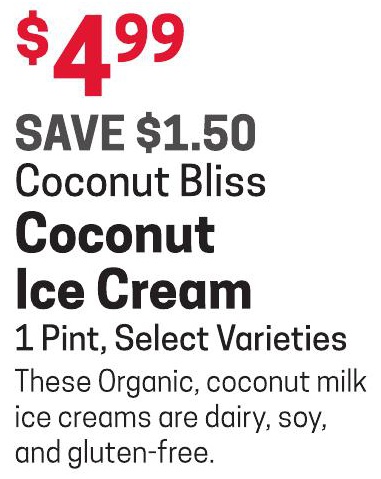 $4.99
SAVE $1.50
Coconut Bliss
Coconut
Ice Cream
1 Pint, Select Varieties
These Organic, coconut milk
ice creams are dairy, soy,
and gluten-free.